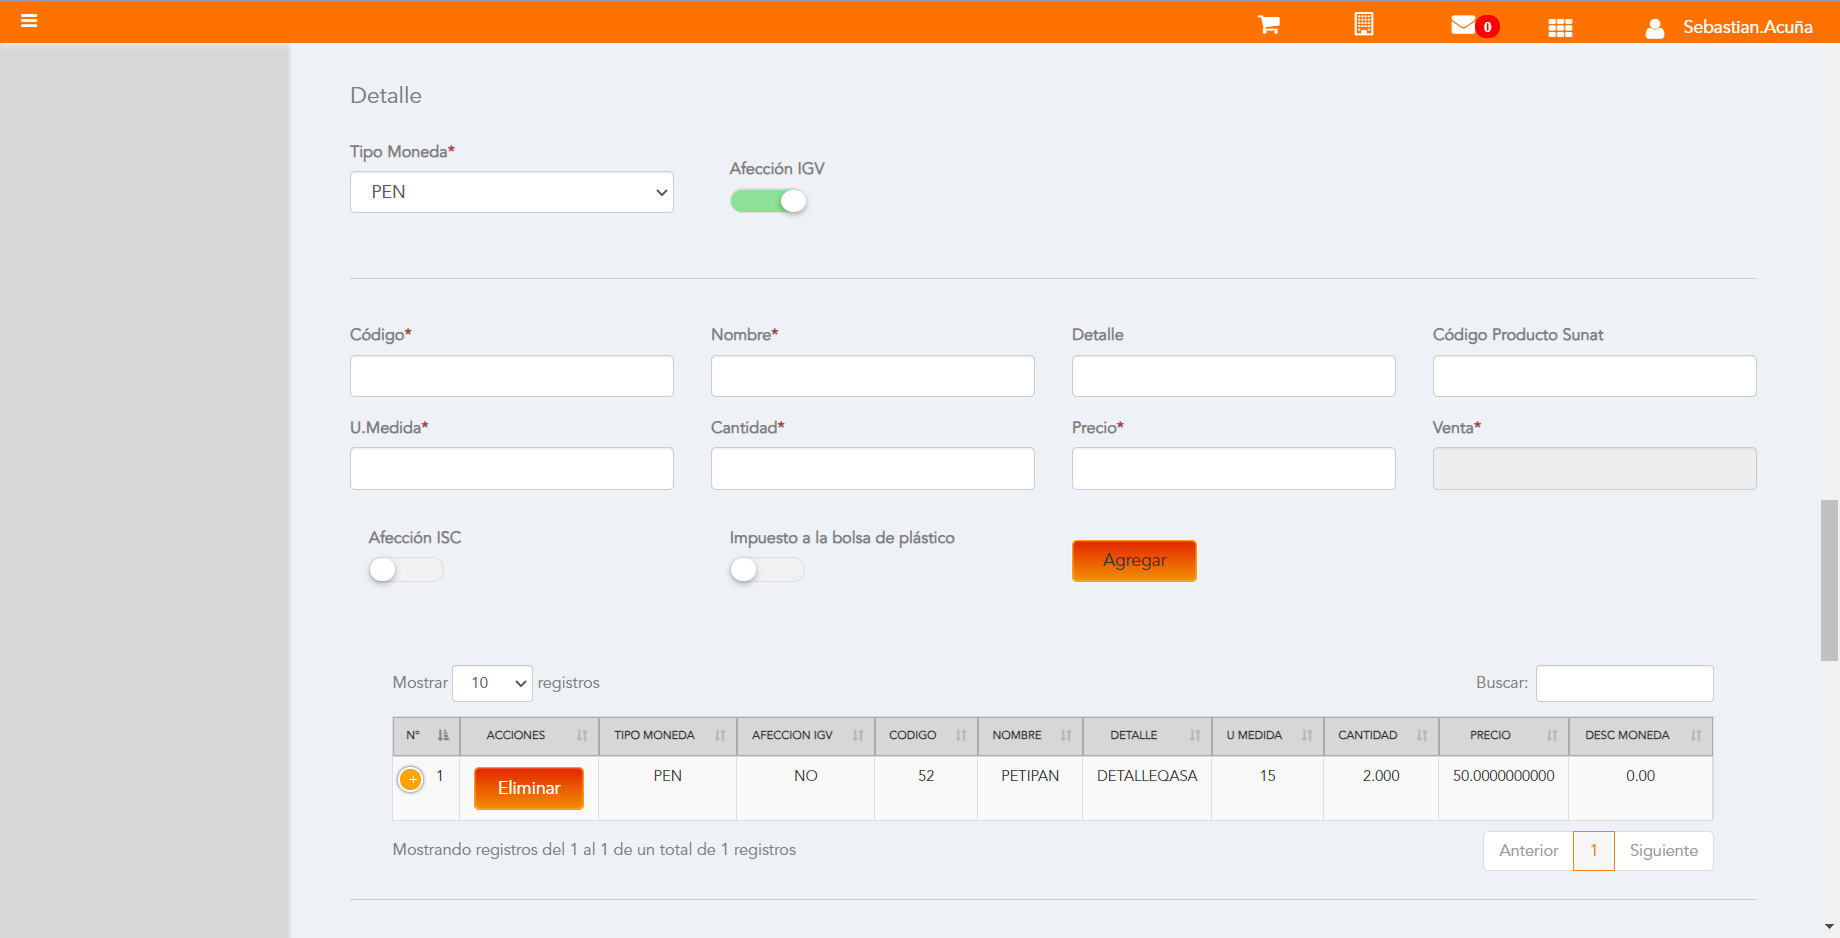 0
Sebastian.Acuña
Detalle
Tipo Moneda*
Afección IGV
PEN
Código*
Nombre*
Detalle
Código Producto Sunat
U.Medida*
Cantidad*
Precio*
Venta*
Afección ISC
Impuesto a la bolsa de plástico
Agregar
Mostrar 10 registros
Buscar:
N° ACCIONES TIPO MONEDA AFECCION IGV CODIGO NOMBRE DETALLE U MEDIDA CANTIDAD PRECIO DESC MONEDA
1 Eliminar PEN NO 52 PETIPAN DETALLEQASA 15 2.000 50.0000000000 0.00
Mostrando registros del 1 al 1 de un total de 1 registros
Anterior 1 Siguiente